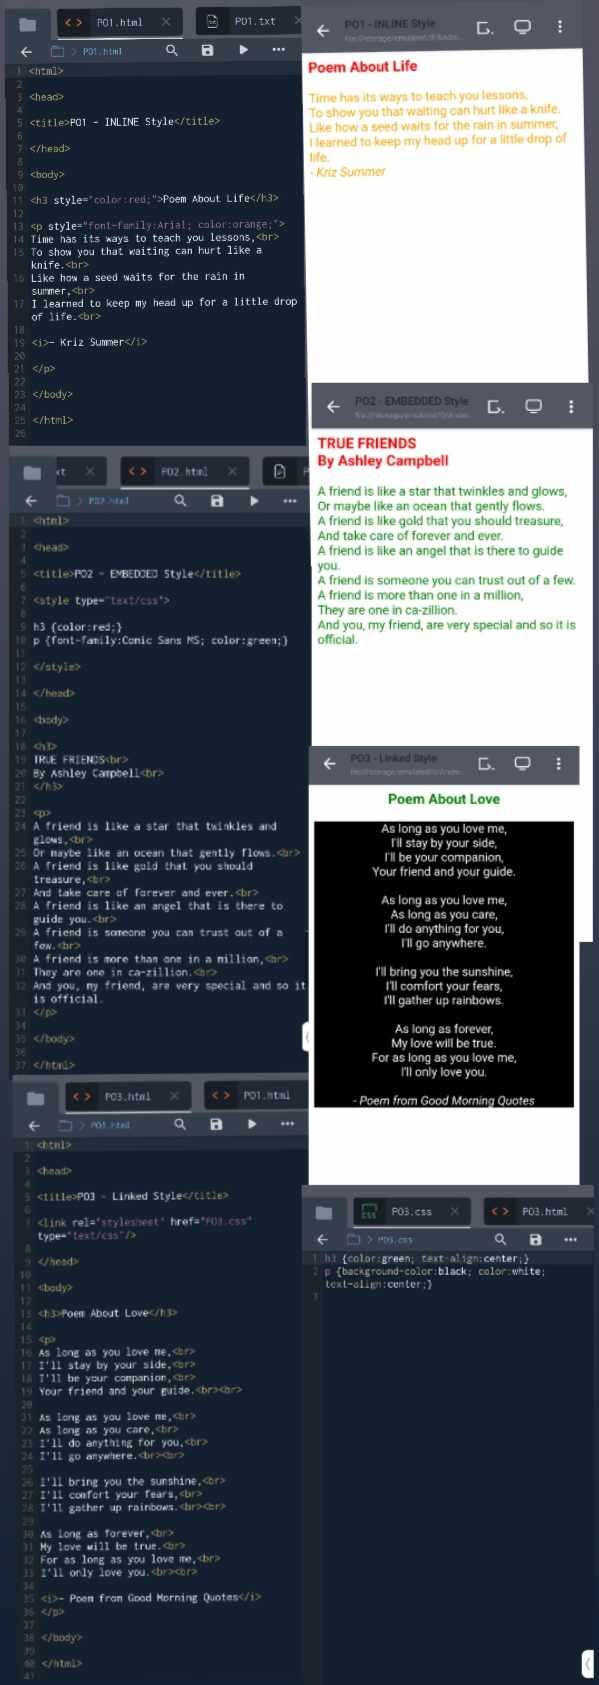 PO1.html
PO1.txt
> PO1.html
1 <html>
2
3 <head>
4
5 <title>PO1 - INLINE Style</title>
6
7 </head>
8
9 <body>
10
11 <h3 style="color:red;">Poem About Life</h3>
12
13 <p style="font-family:Arial; color:orange;">
14 Time has its ways to teach you lessons,<br>
15 To show you that waiting can hurt like a
knife.<br>
16 Like how a seed waits for the rain in
summer,<br>
17 I learned to keep my head up for a little drop
of life.<br>
18
19 <i>- Kriz Summer</i>
20
21 </p>
22
23 </body>
24
25 </html>
26
PO1 - INLINE Style
Poem About Life
Time has its ways to teach you lessons,
To show you that waiting can hurt like a knife.
Like how a seed waits for the rain in summer,
I learned to keep my head up for a little drop of
life.
- Kriz Summer
xt
PO2.html
P
> PO2.html
1 <html>
2
3 <head>
4
5 <title>PO2 - EMBEDDED Style</title>
6
7 <style type="text/css">
8
9 h3 {color:red;}
10 p {font-family:Comic Sans MS; color:green;}
11
12 </style>
13
14 </head>
15
16 <body>
17
18 <h3>
19 TRUE FRIENDS<br>
20 By Ashley Campbell<br>
21 </h3>
22
23 <p>
24 A friend is like a star that twinkles and
glows,<br>
25 Or maybe like an ocean that gently flows.<br>
26 A friend is like gold that you should
treasure,<br>
27 And take care of forever and ever.<br>
28 A friend is like an angel that is there to
guide you.<br>
29 A friend is someone you can trust out of a
few.<br>
30 A friend is more than one in a million,<br>
31 They are one in ca-zillion.<br>
32 And you, my friend, are very special and so it
is official.
33 </p>
34
35 </body>
36
37 </html>
PO2 - EMBEDDED Style
TRUE FRIENDS
By Ashley Campbell
A friend is like a star that twinkles and glows,
Or maybe like an ocean that gently flows.
A friend is like gold that you should treasure,
And take care of forever and ever.
A friend is like an angel that is there to guide
you.
A friend is someone you can trust out of a few.
A friend is more than one in a million,
They are one in ca-zillion.
And you, my friend, are very special and so it is
official.
PO3 - Linked Style
Poem About Love
As long as you love me,
I'll stay by your side,
I'll be your companion,
Your friend and your guide.
As long as you love me,
As long as you care,
I'll do anything for you,
I'll go anywhere.
I'll bring you the sunshine,
I'll comfort your fears,
I'll gather up rainbows.
As long as forever,
My love will be true.
For as long as you love me,
I'll only love you.
- Poem from Good Morning Quotes
PO3.html
PO1.html
> PO1.html
1 <html>
2
3 <head>
4
5 <title>PO3 - Linked Style</title>
6
7 <link rel="stylesheet" href="PO3.css"
type="text/css"/>
8
9 </head>
10
11 <body>
12
13 <h3>Poem About Love</h3>
14
15 <p>
16 As long as you love me,<br>
17 I'll stay by your side,<br>
18 I'll be your companion,<br>
19 Your friend and your guide.<br><br>
20
21 As long as you love me,<br>
22 As long as you care,<br>
23 I'll do anything for you,<br>
24 I'll go anywhere.<br><br>
25
26 I'll bring you the sunshine,<br>
27 I'll comfort your fears,<br>
28 I'll gather up rainbows.<br><br>
29
30 As long as forever,<br>
31 My love will be true.<br>
32 For as long as you love me,<br>
33 I'll only love you.<br><br>
34
35 <i>- Poem from Good Morning Quotes</i>
36 </p>
37
38 </body>
39
40 </html>
41
CSS
PO3.css
PO3.html
> PO3.css
1 h3 {color:green; text-align:center;}
2 p {background-color:black; color:white;
text-align:center;}
3